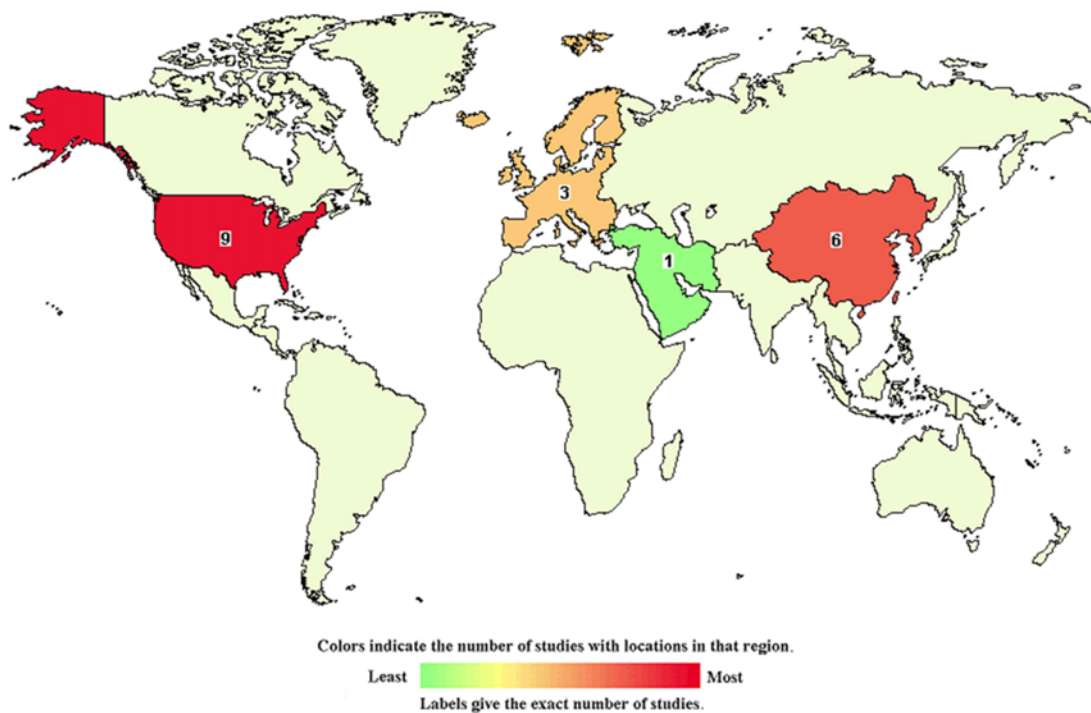 3
9
6
1
Colors indicate the number of studies with locations in that region.
Least Most
Labels give the exact number of studies.